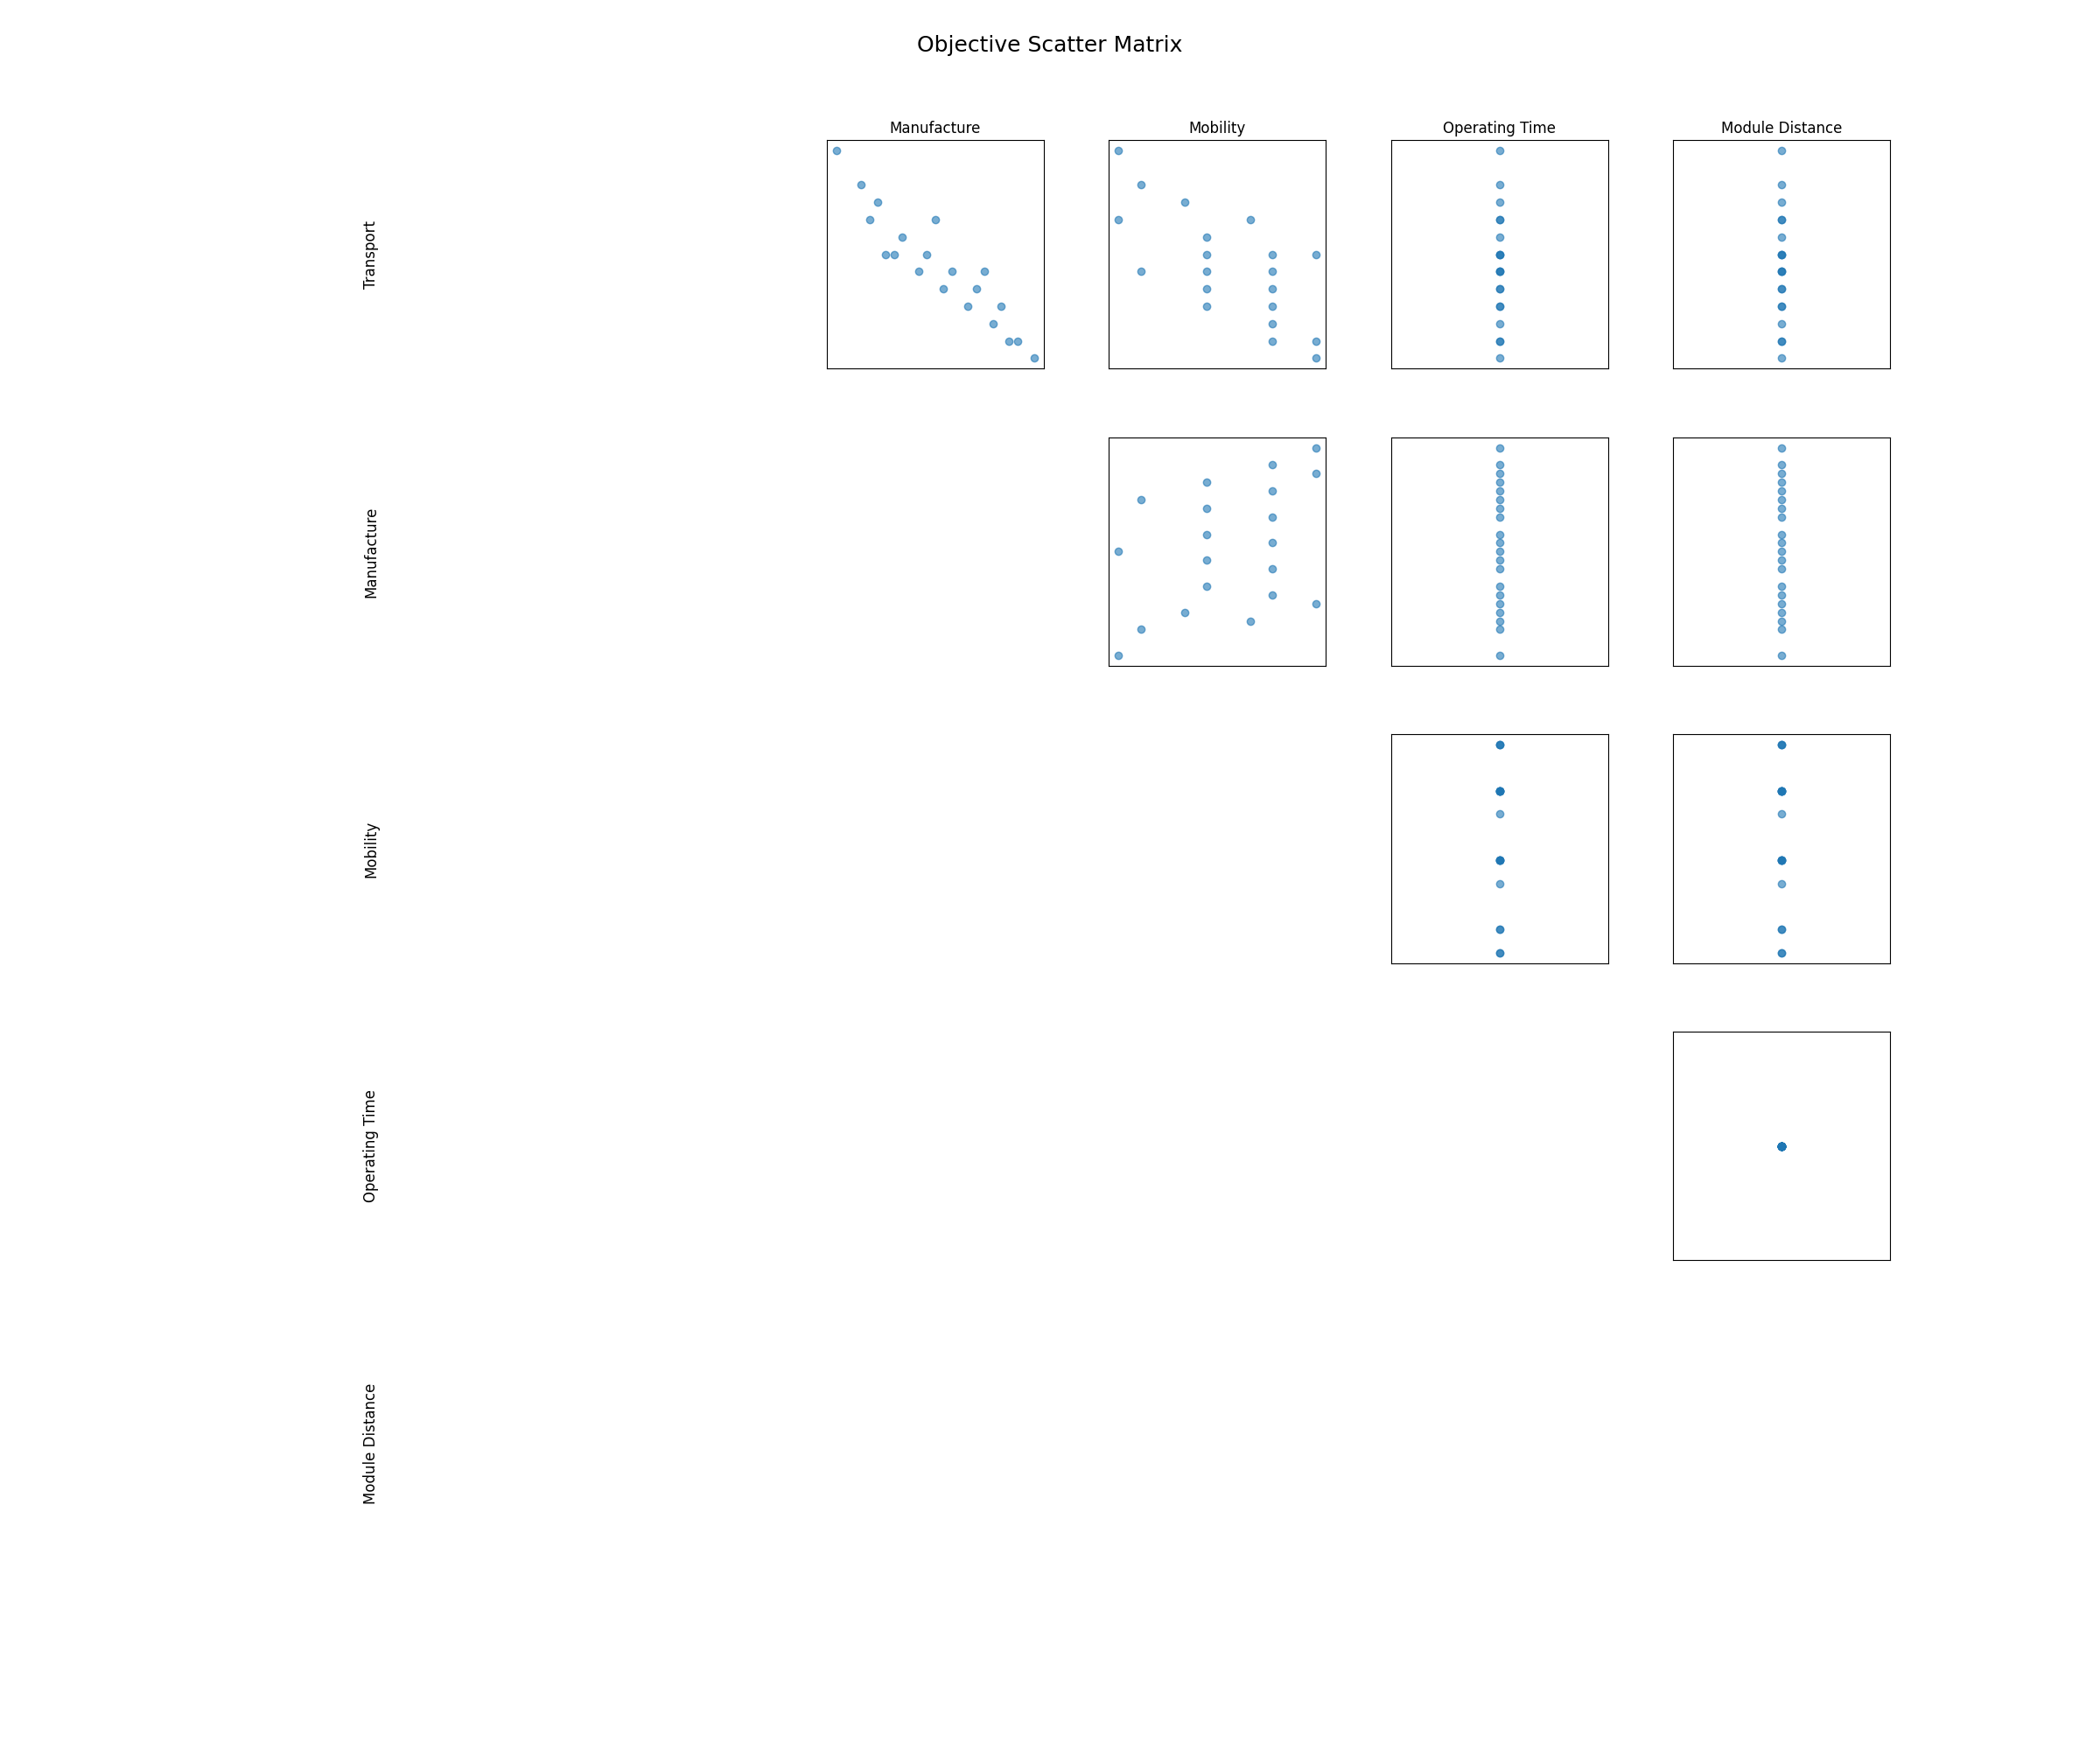 Objective Scatter Matrix
Manufacture
Mobility
Operating Time
Module Distance
Transport
Manufacture
Mobility
Operating Time
Module Distance